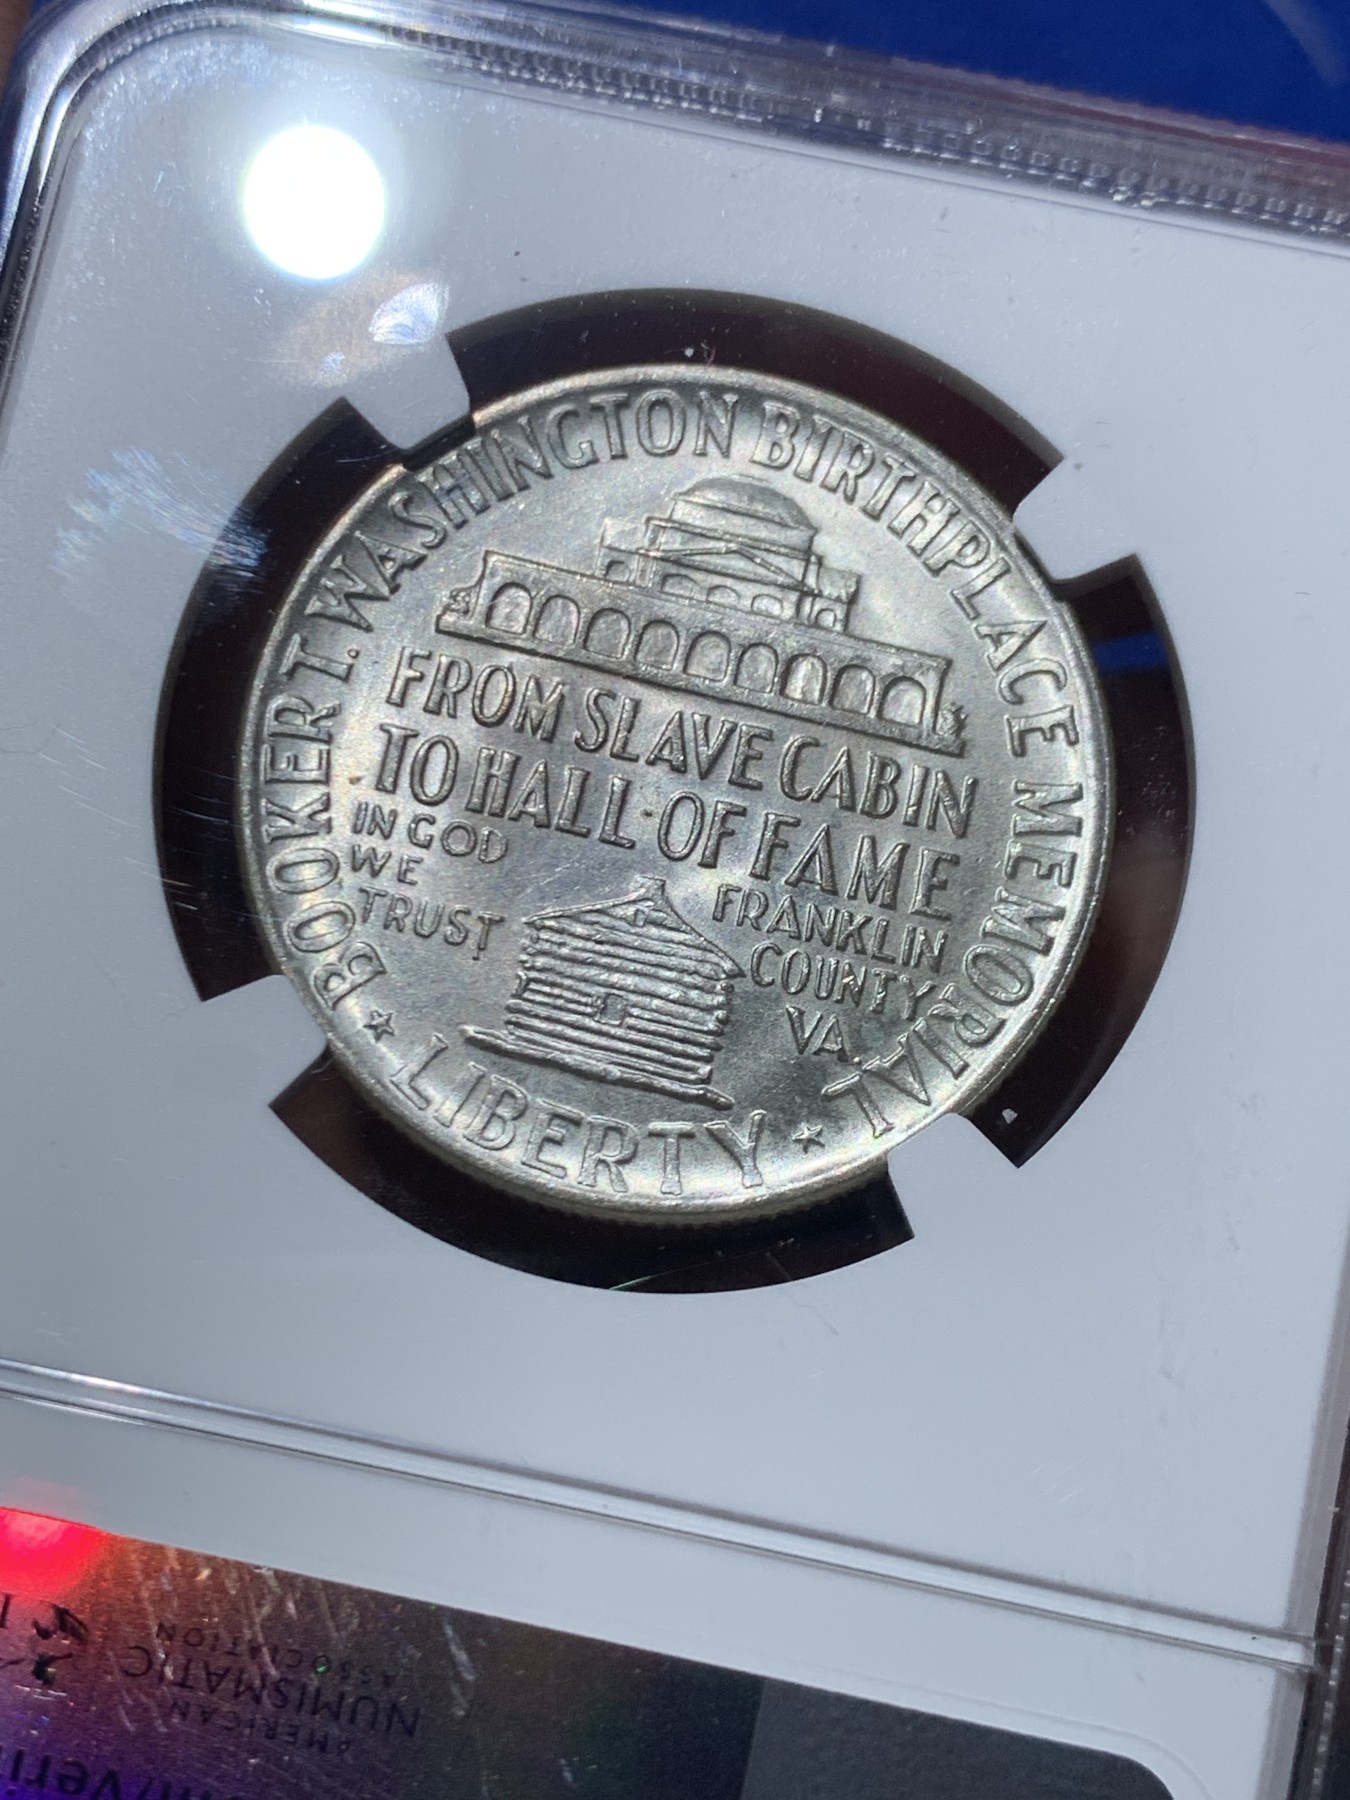 BOOKER T. WASHINGTON BIRTHPLACE MEMORIAL
FROM SLAVE CABIN
TO HALL·OF FAME
IN GOD
WE
TRUST
FRANKLIN
COUNTY,
VA.
★ LIBERTY ★
AMERICAN
NUMISMATIC
ASSOCIATION